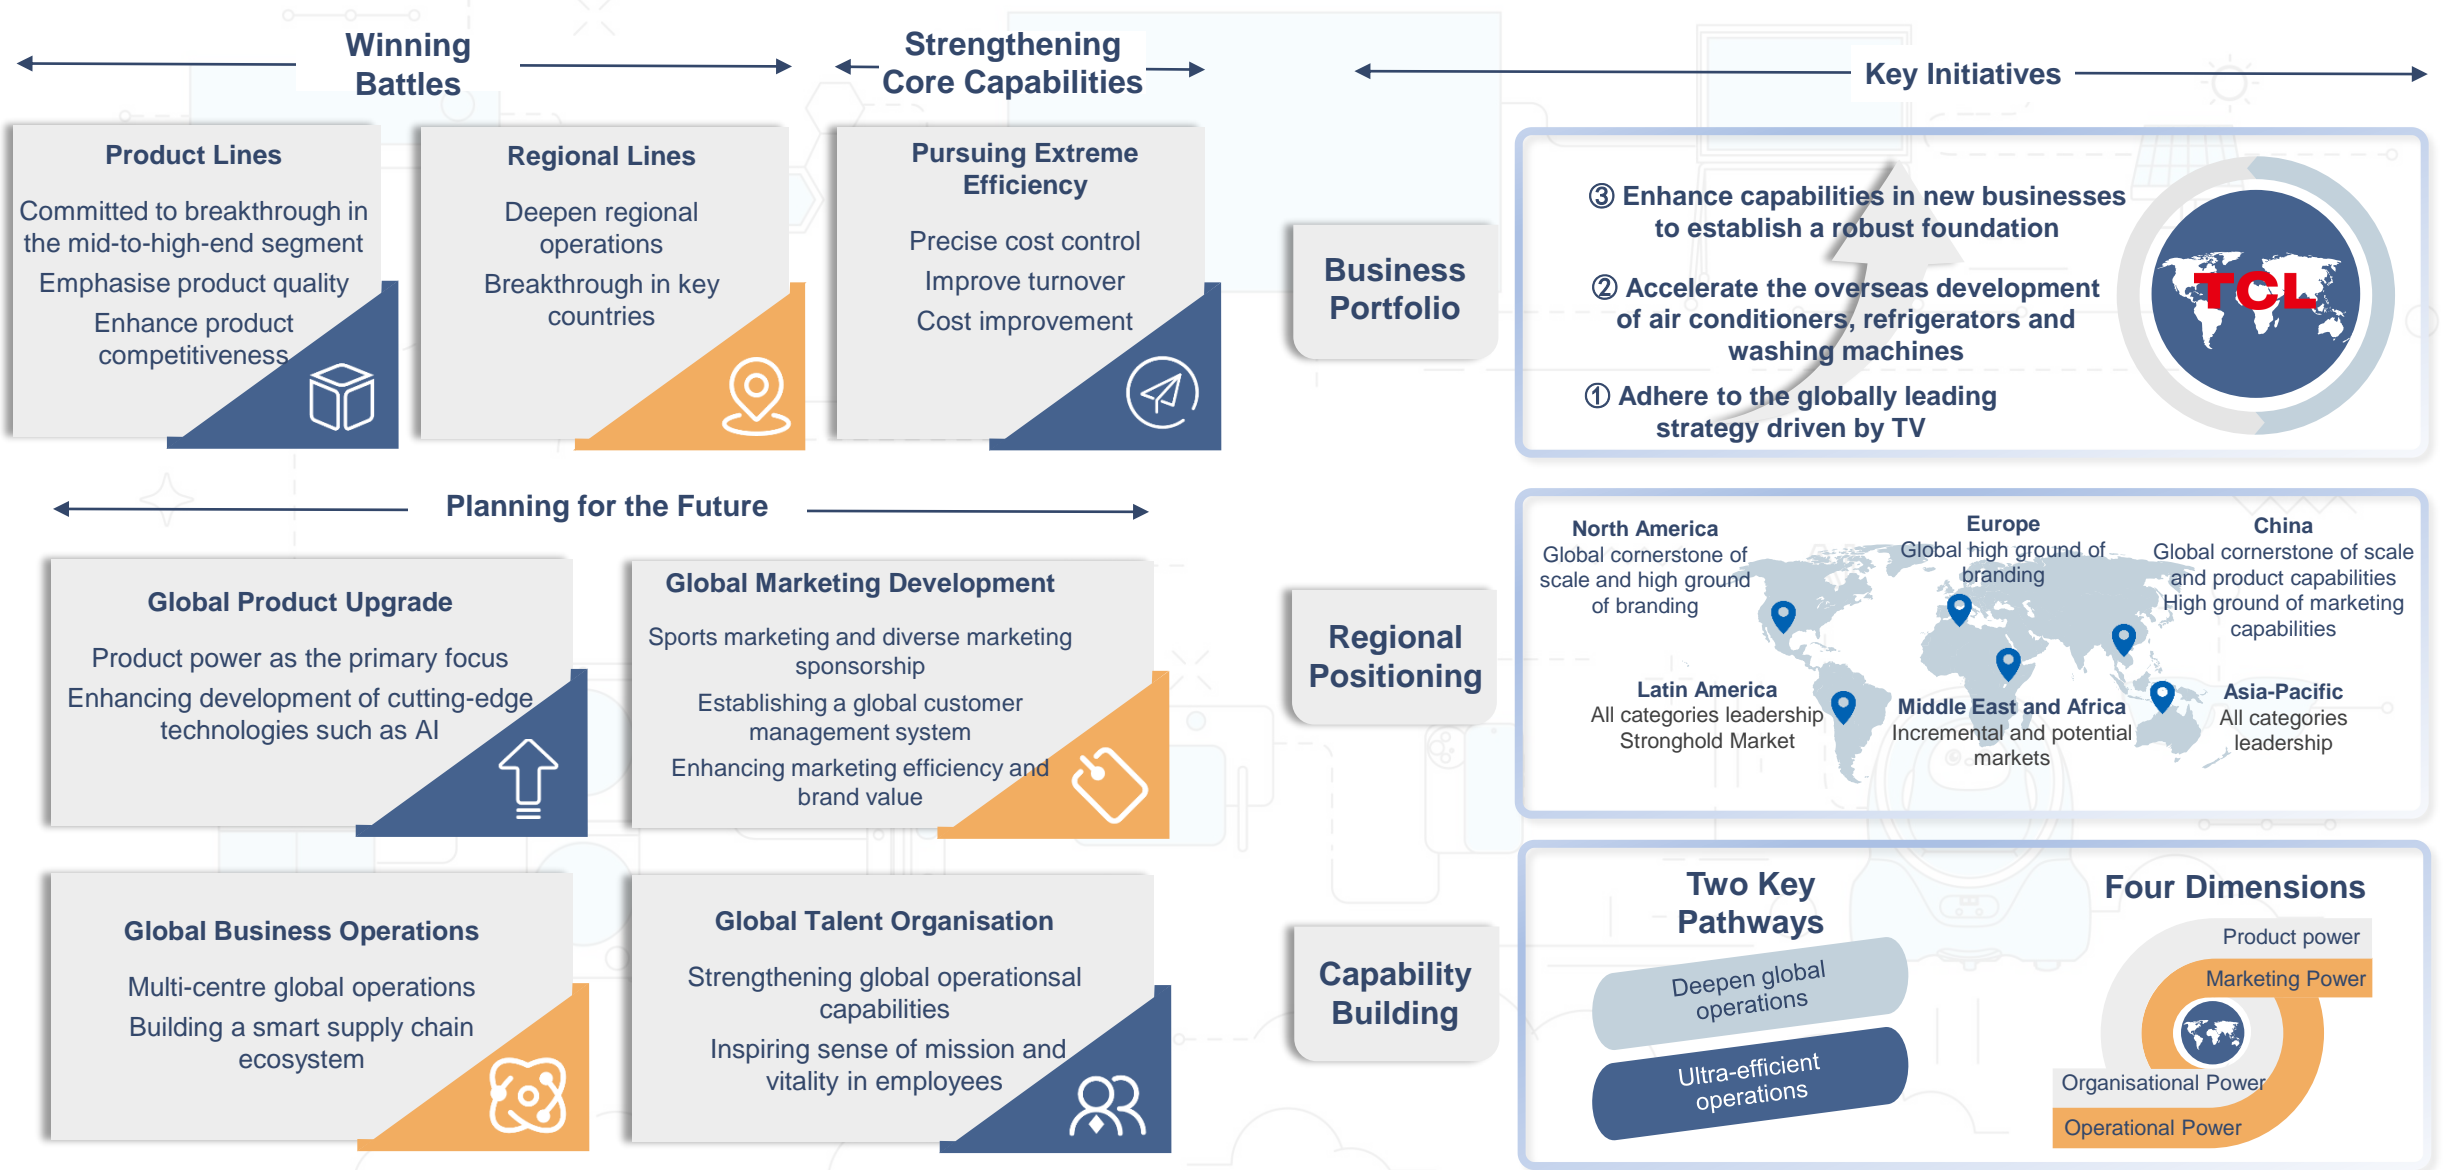 Winning
Battles
Product Lines
Committed to breakthrough in
the mid-to-high-end segment
Emphasise product quality
Enhance product
competitiveness
Regional Lines
Deepen regional
operations
Breakthrough in key
countries
Strengthening
Core Capabilities
Pursuing Extreme
Efficiency
Precise cost control
Improve turnover
Cost improvement
Planning for the Future
Global Product Upgrade
Product power as the primary focus
Enhancing development of cutting-edge
technologies such as AI
Global Marketing Development
Sports marketing and diverse marketing
sponsorship
Establishing a global customer
management system
Enhancing marketing efficiency and
brand value
Global Business Operations
Multi-centre global operations
Building a smart supply chain
ecosystem
Global Talent Organisation
Strengthening global operationsal
capabilities
Inspiring sense of mission and
vitality in employees
Key Initiatives
Business
Portfolio
③ Enhance capabilities in new businesses
to establish a robust foundation
② Accelerate the overseas development
of air conditioners, refrigerators and
washing machines
① Adhere to the globally leading
strategy driven by TV
TCL
Regional
Positioning
North America
Global cornerstone of
scale and high ground
of branding
Europe
Global high ground of
branding
China
Global cornerstone of scale
and product capabilities
High ground of marketing
capabilities
Latin America
All categories leadership
Stronghold Market
Middle East and Africa
Incremental and potential
markets
Asia-Pacific
All categories
leadership
Capability
Building
Two Key
Pathways
Deepen global
operations
Ultra-efficient
operations
Four Dimensions
Product power
Marketing Power
Organisational Power
Operational Power